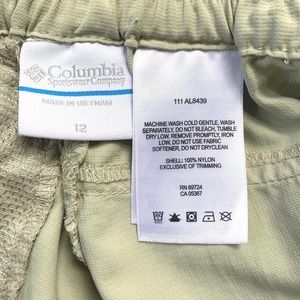 Columbia
Sportswear Company
MADE IN VIETNAM
12
111 AL8439
MACHINE WASH COLD GENTLE, WASH
SEPARATELY, DO NOT BLEACH, TUMBLE
DRY LOW, REMOVE PROMPTLY, IRON
LOW, DO NOT USE FABRIC
SOFTENER, DO NOT DRYCLEAN
SHELL: 100% NYLON
EXCLUSIVE OF TRIMMING
RN 69724
CA 05367